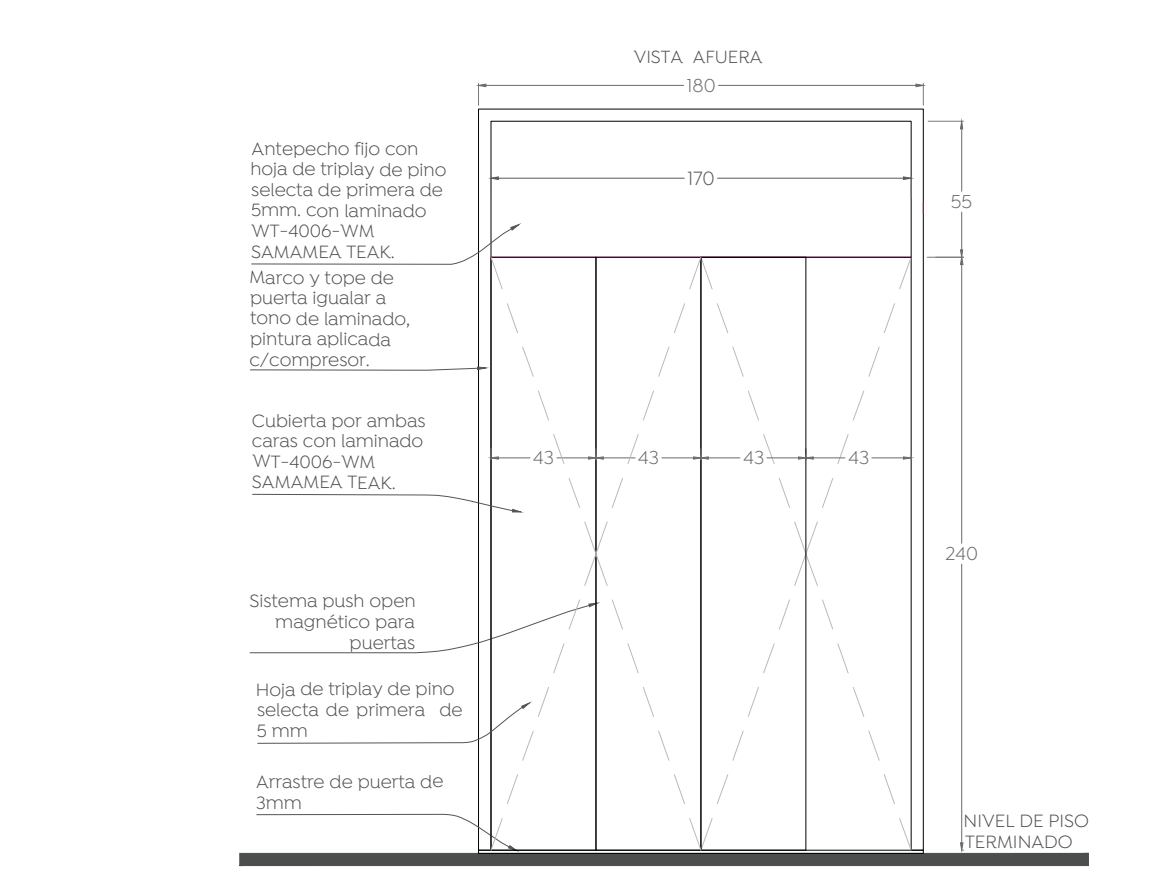 VISTA AFUERA
180
Antepecho fijo con
hoja de triplay de pino
selecta de primera de
5mm. con laminado
WT-4006-WM
SAMAMEA TEAK.
170
55
Marco y tope de
puerta igualar a
tono de laminado,
pintura aplicada
c/compresor.
Cubierta por ambas
caras con laminado
WT-4006-WM
SAMAMEA TEAK.
43
43
43
43
240
Sistema push open
magnético para
puertas
Hoja de triplay de pino
selecta de primera de
5 mm
Arrastre de puerta de
3mm
NIVEL DE PISO
TERMINADO